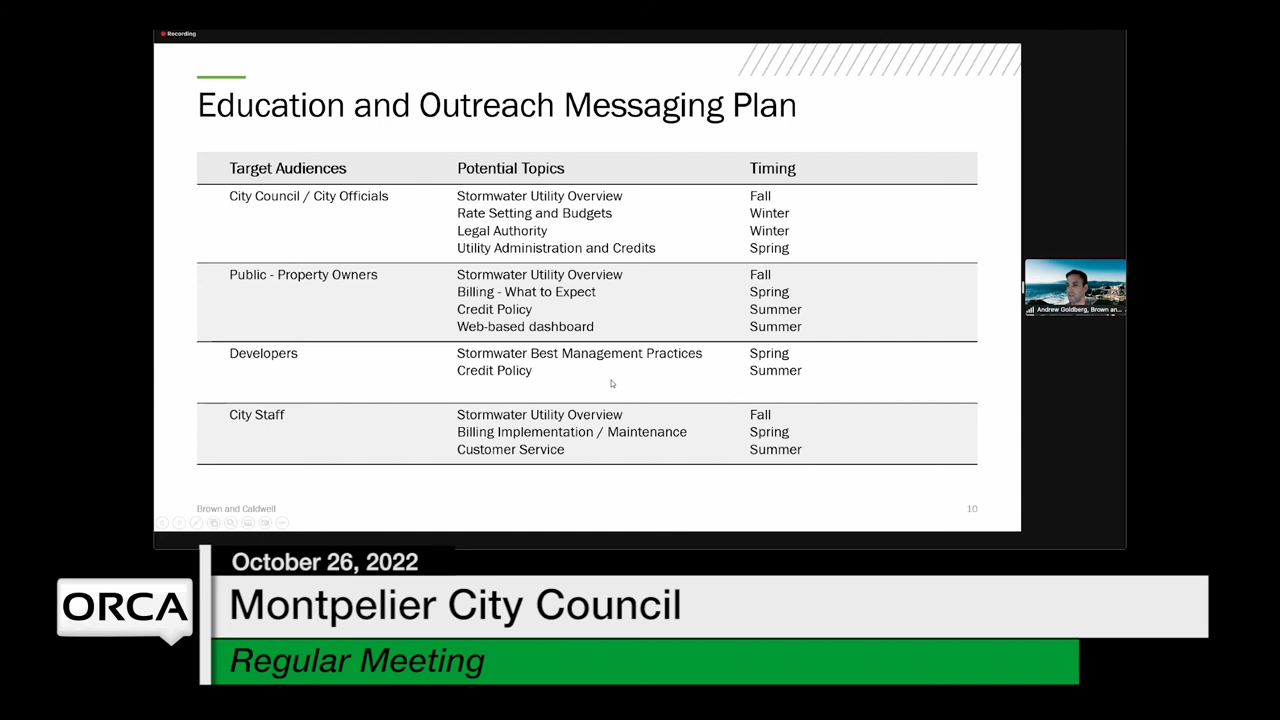 Recording
Education and Outreach Messaging Plan
Target Audiences Potential Topics Timing
City Council / City Officials Stormwater Utility Overview Fall
Rate Setting and Budgets Winter
Legal Authority Winter
Utility Administration and Credits Spring
Public - Property Owners Stormwater Utility Overview Fall
Billing - What to Expect Spring
Credit Policy Summer
Web-based dashboard Summer
Developers Stormwater Best Management Practices Spring
Credit Policy Summer
City Staff Stormwater Utility Overview Fall
Billing Implementation / Maintenance Spring
Customer Service Summer
Andrew Goldberg, Brown an...
Brown and Caldwell 10
October 26, 2022
ORCA
Montpelier City Council
Regular Meeting